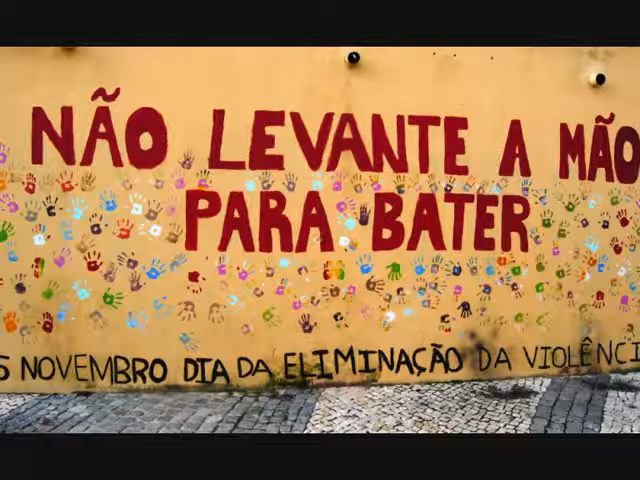 NÃO LEVANTE A MÃO
PARA BATER
5 NOVEMBRO DIA DA ELIMINAÇÃO DA VIOLÊNCI